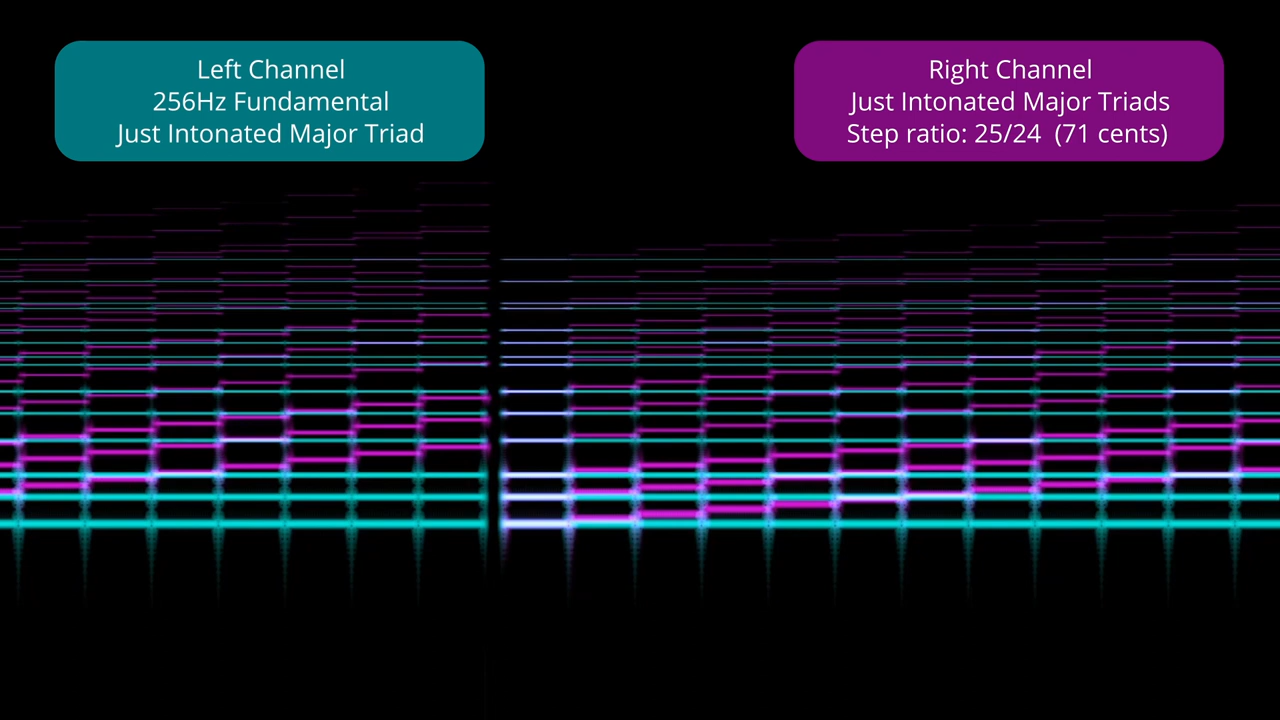 Left Channel
256Hz Fundamental
Just Intonated Major Triad
Right Channel
Just Intonated Major Triads
Step ratio: 25/24 (71 cents)